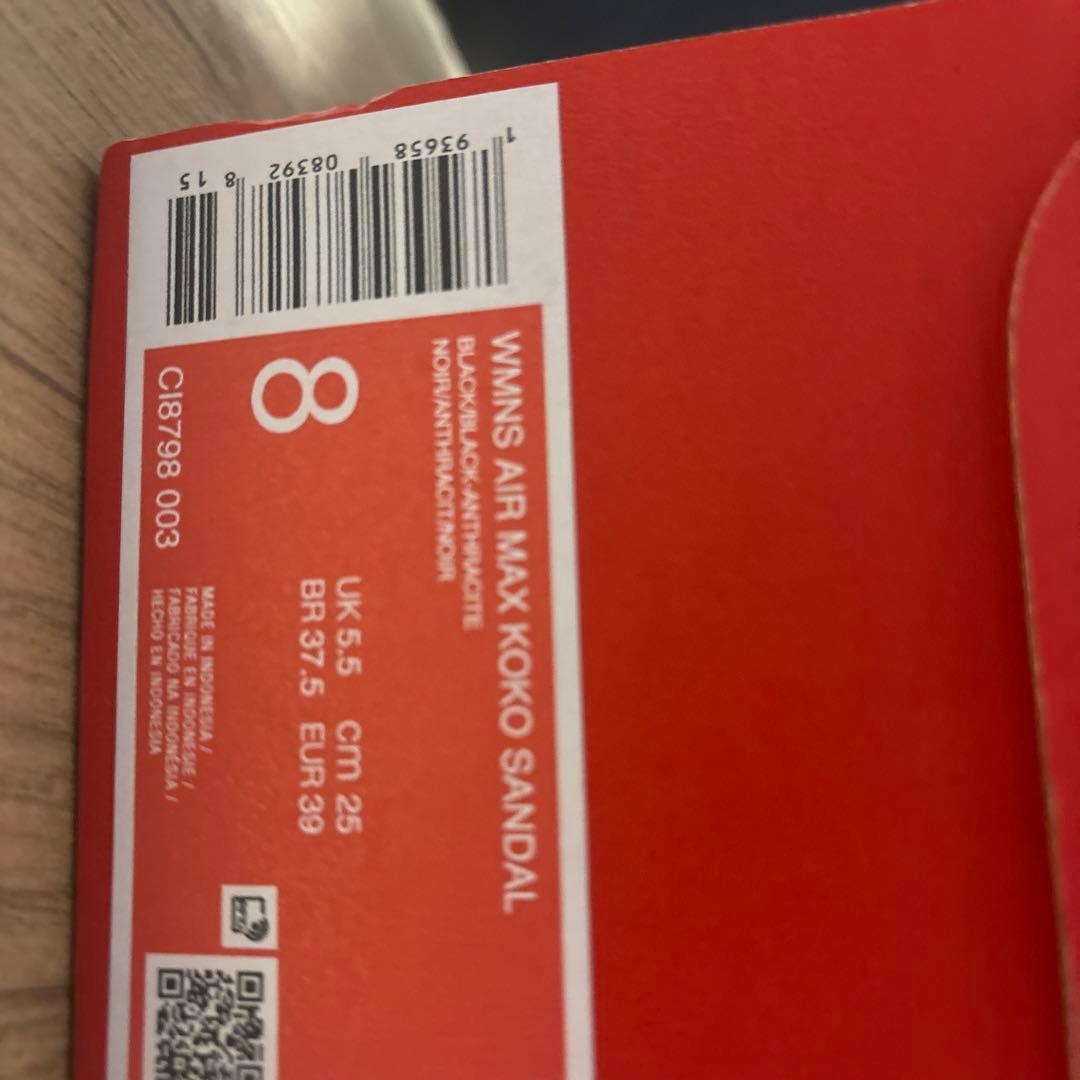 WMNS AIR MAX KOKO SANDAL
BLACK/BLACK-ANTHRACITE
NOIR/ANTHRACIT/NOIR
8
UK 5.5 cm 25
BR 37.5 EUR 39
CI8798 003
MADE IN INDONESIA /
FABRIQUE EN INDONESIE /
FABRICADO NA INDONÉSIA /
HECHO EN INDONESIA
1 93658 08392 8 15